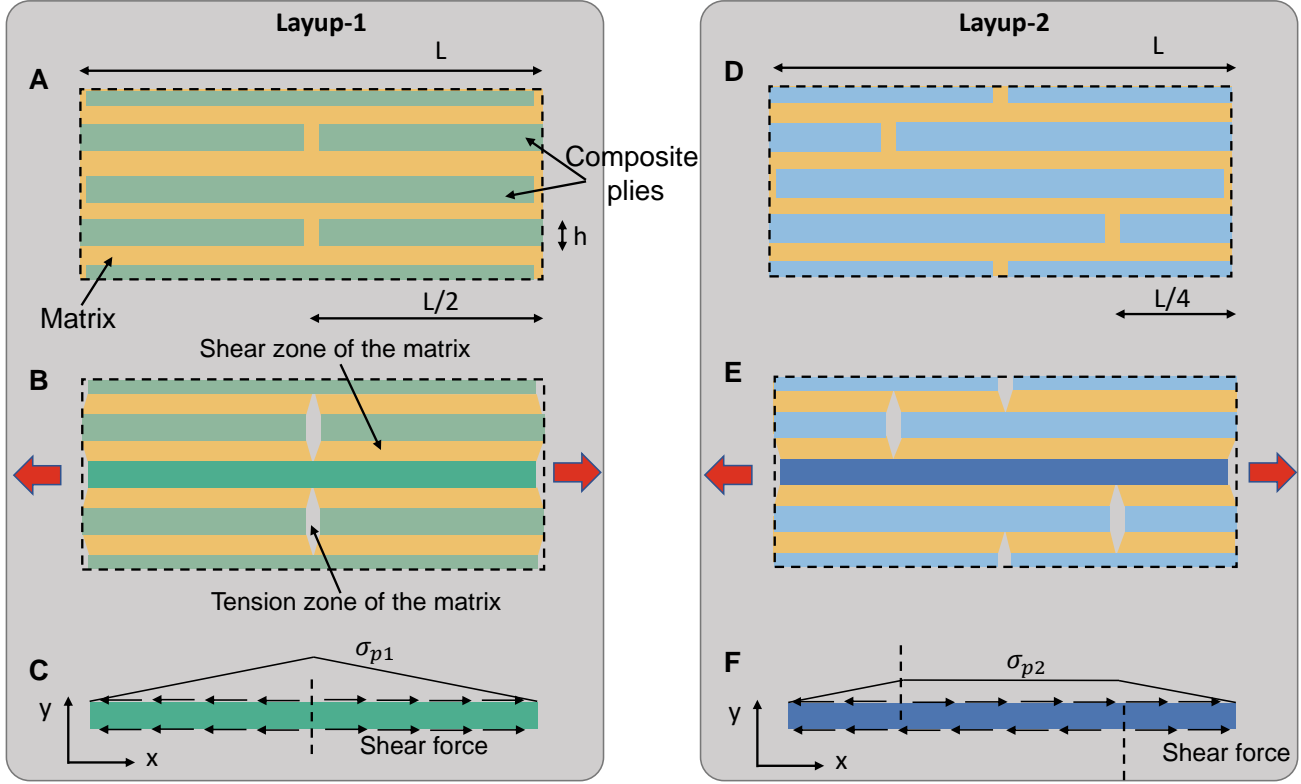 Layup-1
A
L
Composite
plies
h
Matrix
L/2
Shear zone of the matrix
B
Tension zone of the matrix
C
σp1
y
x
Shear force
Layup-2
D
L
L/4
E
F
σp2
y
x
Shear force